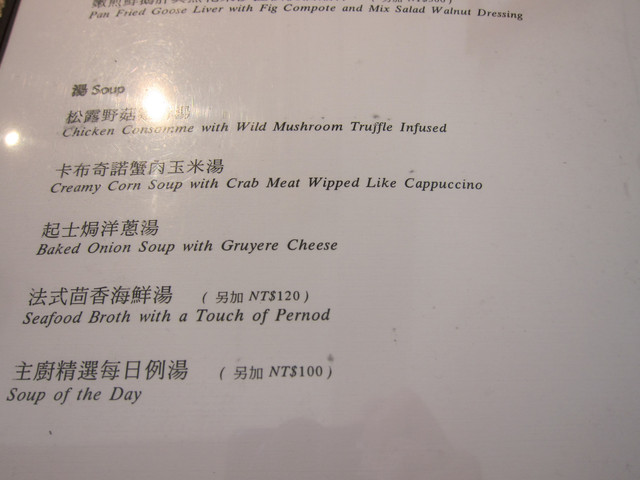 Pan Fried Goose Liver with Fig Compote and Mix Salad Walnut Dressing
湯 Soup
松露野菇
Chicken Consomme with Wild Mushroom Truffle Infused
卡布奇諾蟹肉玉米湯
Creamy Corn Soup with Crab Meat Wipped Like Cappuccino
起士焗洋蔥湯
Baked Onion Soup with Gruyere Cheese
法式茴香海鮮湯 ( 另加 NT$120 )
Seafood Broth with a Touch of Pernod
主廚精選每日例湯 ( 另加 NT$100 )
Soup of the Day